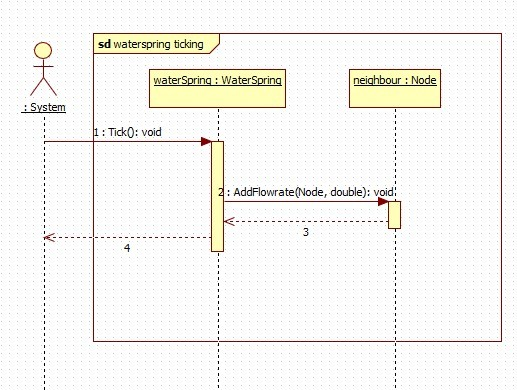 sd waterspring ticking
waterSpring : WaterSpring
neighbour : Node
: System
1 : Tick(): void
2 : AddFlowrate(Node, double): void
3
4